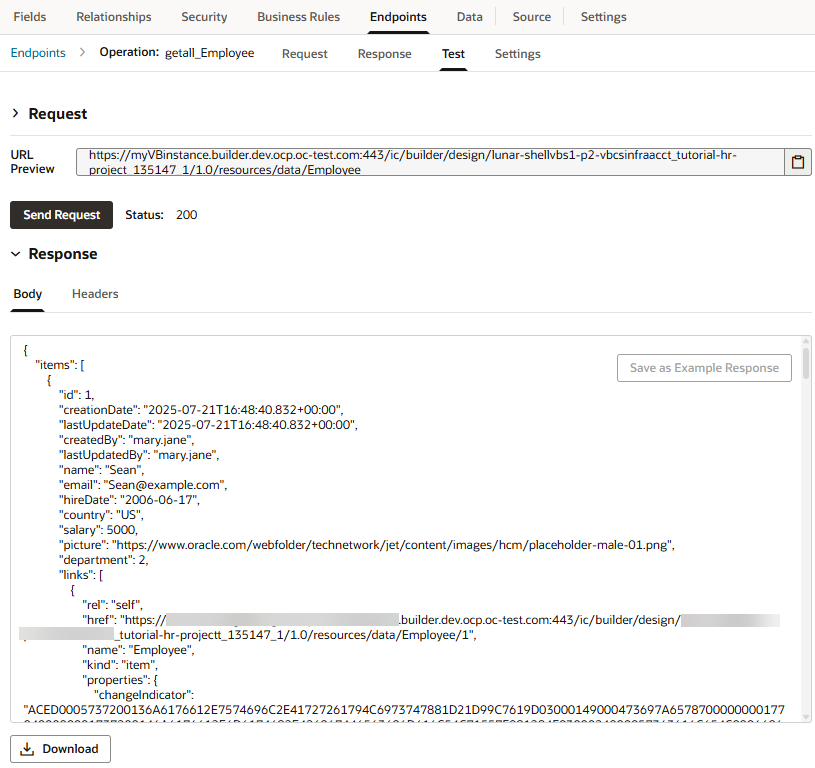 Fields Relationships Security Business Rules Endpoints Data Source Settings
Endpoints > Operation: getall_Employee Request Response Test Settings
Request
URL Preview
https://myVBinstance.builder.dev.ocp.oc-test.com:443/ic/builder/design/lunar-shellvbs1-p2-vbcsinfraacct_tutorial-hr-
project_135147_1/1.0/resources/data/Employee
Send Request Status: 200
Response
Body Headers
{
"items": [
Save as Example Response
{
"id": 1,
"creationDate": "2025-07-21T16:48:40.832+00:00",
"lastUpdateDate": "2025-07-21T16:48:40.832+00:00",
"createdBy": "mary.jane",
"lastUpdatedBy": "mary.jane",
"name": "Sean",
"email": "Sean@example.com",
"hireDate": "2006-06-17",
"country": "US",
"salary": 5000,
"picture": "https://www.oracle.com/webfolder/technetwork/jet/content/images/hcm/placeholder-male-01.png",
"department": 2,
"links": [
{
"rel": "self",
"href": "https:// .builder.dev.ocp.oc-test.com:443/ic/builder/design/
_tutorial-hr-projectt_135147_1/1.0/resources/data/Employee/1",
"name": "Employee",
"kind": "item",
"properties": {
"changeIndicator":
"ACED0005737200136A6176612E7574696C2E41727261794C6973747881D21D99C7619D03000149000473697A6578700000000177
Download